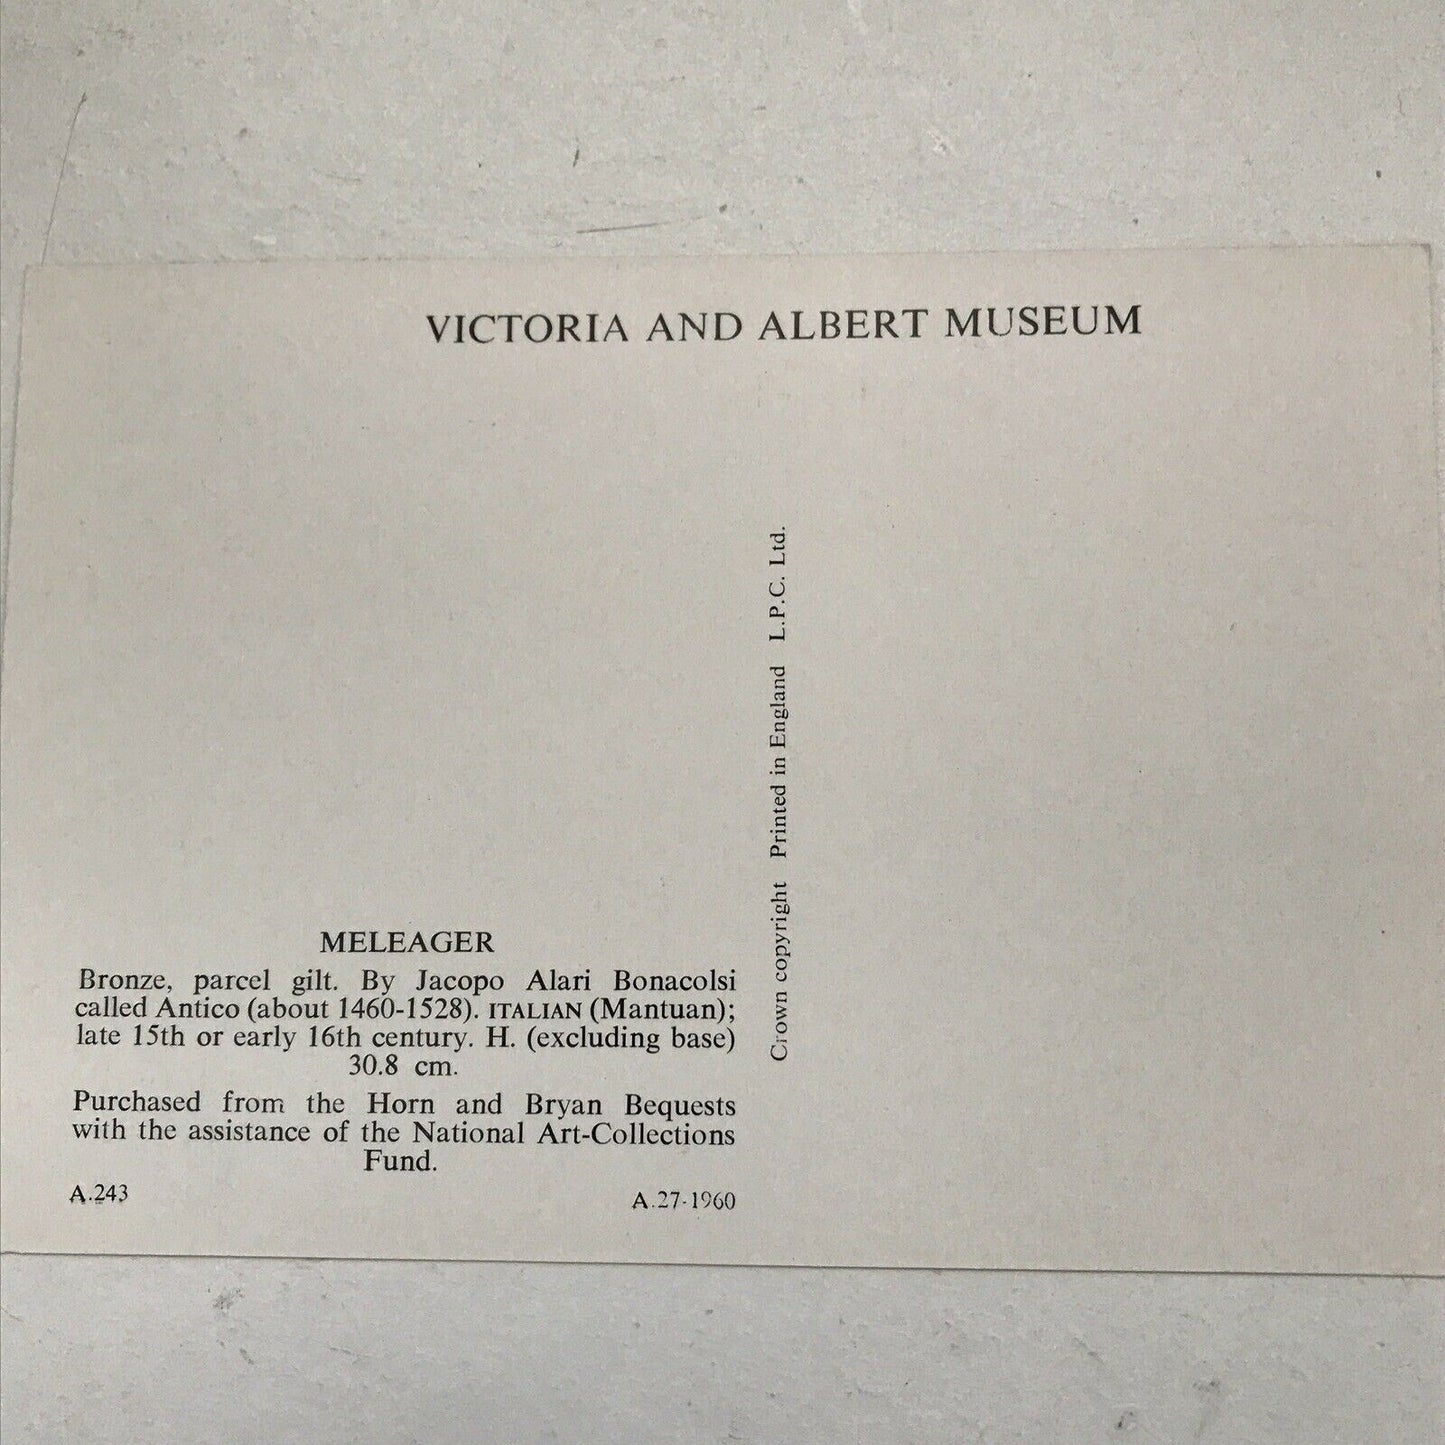 VICTORIA AND ALBERT MUSEUM
MELEAGER
Bronze, parcel gilt. By Jacopo Alari Bonacolsi
called Antico (about 1460-1528). ITALIAN (Mantuan);
late 15th or early 16th century. H. (excluding base)
30.8 cm.
Purchased from the Horn and Bryan Bequests
with the assistance of the National Art-Collections
Fund.
A.243
A.27-1960
Crown copyright Printed in England L.P.C. Ltd.